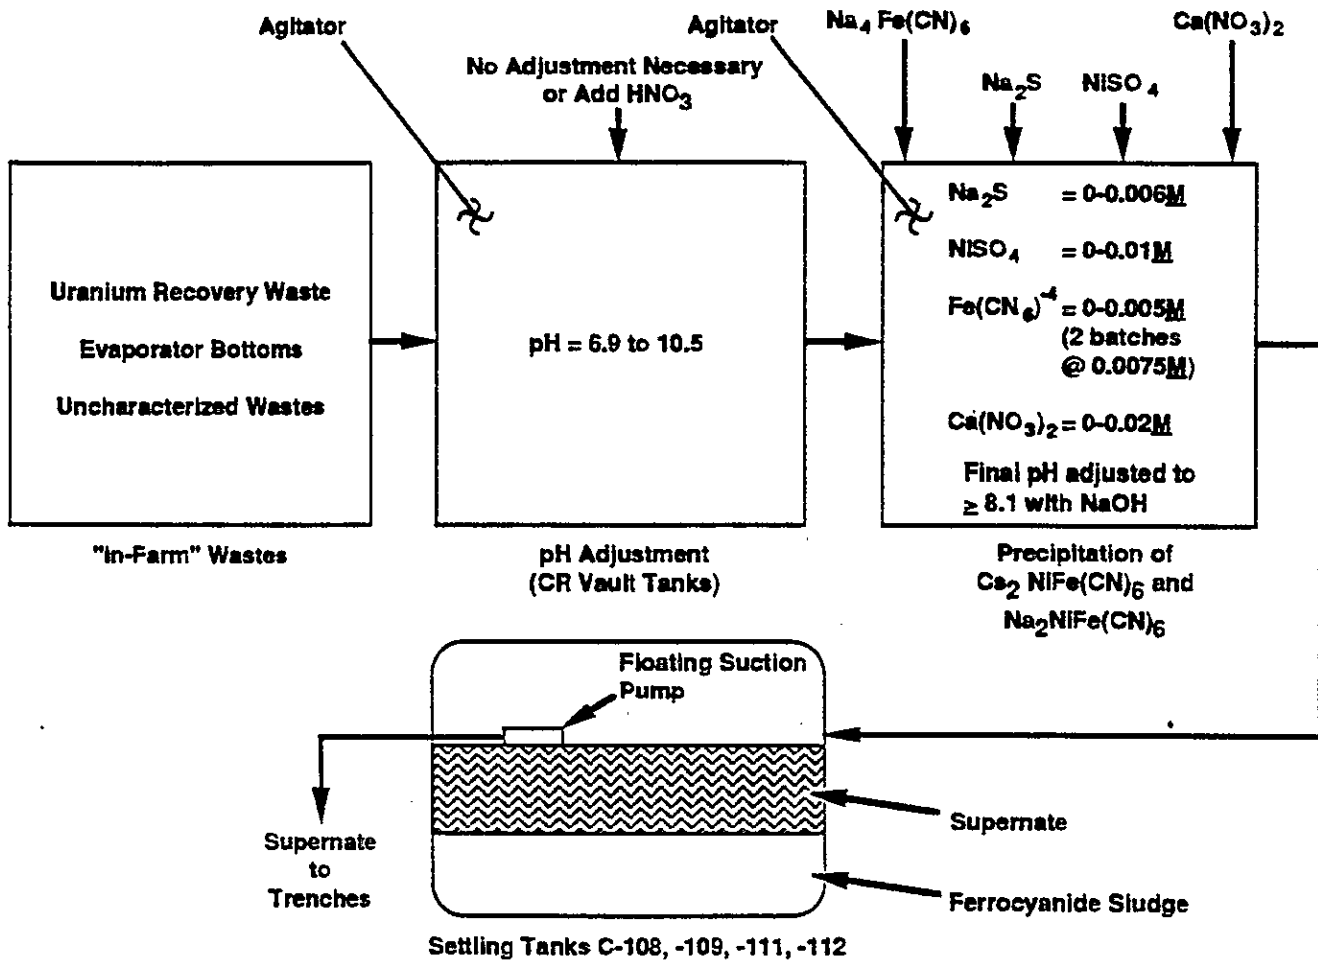 Agitator
No Adjustment Necessary
or Add HNO3
Agitator
Na4 Fe(CN)6
Na2S
NiSO4
Ca(NO3)2
Uranium Recovery Waste
Evaporator Bottoms
Uncharacterized Wastes
"In-Farm" Wastes
pH = 6.9 to 10.5
pH Adjustment
(CR Vault Tanks)
Na2S = 0-0.006M
NiSO4 = 0-0.01M
Fe(CN6)-4 = 0-0.005M
(2 batches
@ 0.0075M)
Ca(NO3)2 = 0-0.02M
Final pH adjusted to
≥ 8.1 with NaOH
Precipitation of
Cs2 NiFe(CN)6 and
Na2NiFe(CN)6
Floating Suction
Pump
Supernate
to
Trenches
Supernate
Ferrocyanide Sludge
Settling Tanks C-108, -109, -111, -112